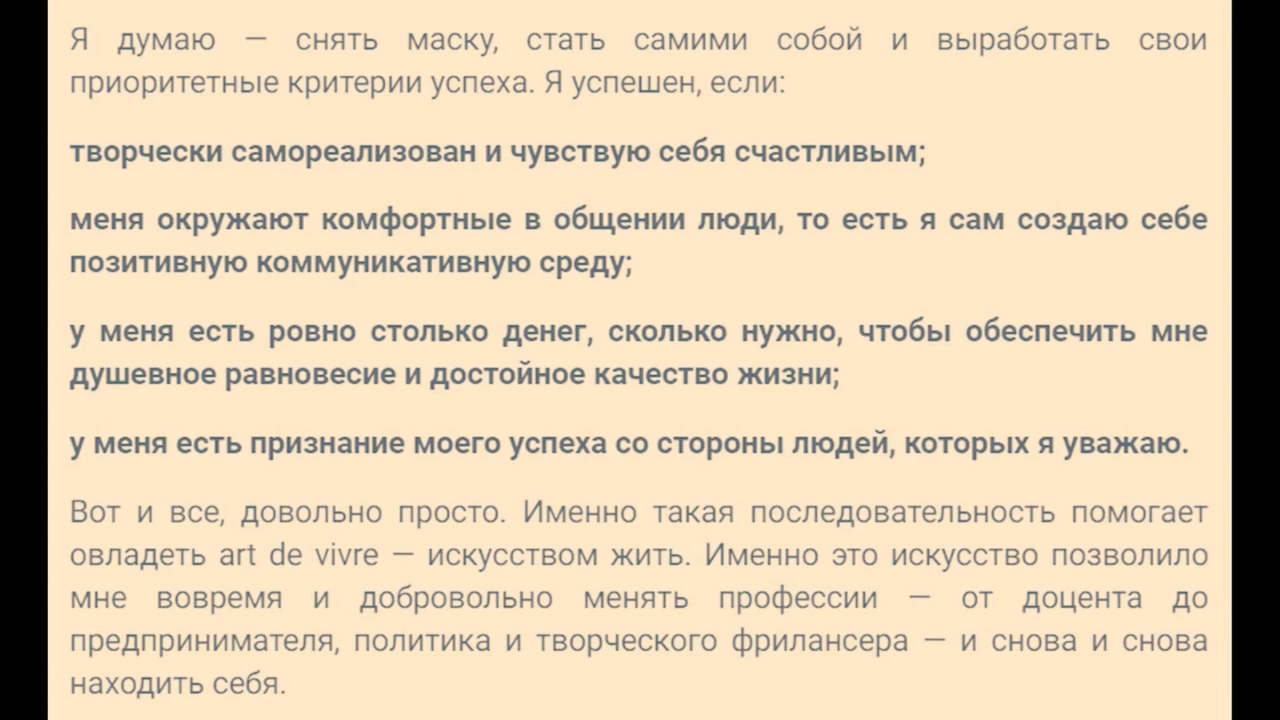 Я думаю — снять маску, стать самими собой и выработать свои
приоритетные критерии успеха. Я успешен, если:
творчески самореализован и чувствую себя счастливым;
меня окружают комфортные в общении люди, то есть я сам создаю себе
позитивную коммуникативную среду;
у меня есть ровно столько денег, сколько нужно, чтобы обеспечить мне
душевное равновесие и достойное качество жизни;
у меня есть признание моего успеха со стороны людей, которых я уважаю.
Вот и все, довольно просто. Именно такая последовательность помогает
овладеть art de vivre — искусством жить. Именно это искусство позволило
мне вовремя и добровольно менять профессии — от доцента до
предпринимателя, политика и творческого фрилансера — и снова и снова
находить себя.